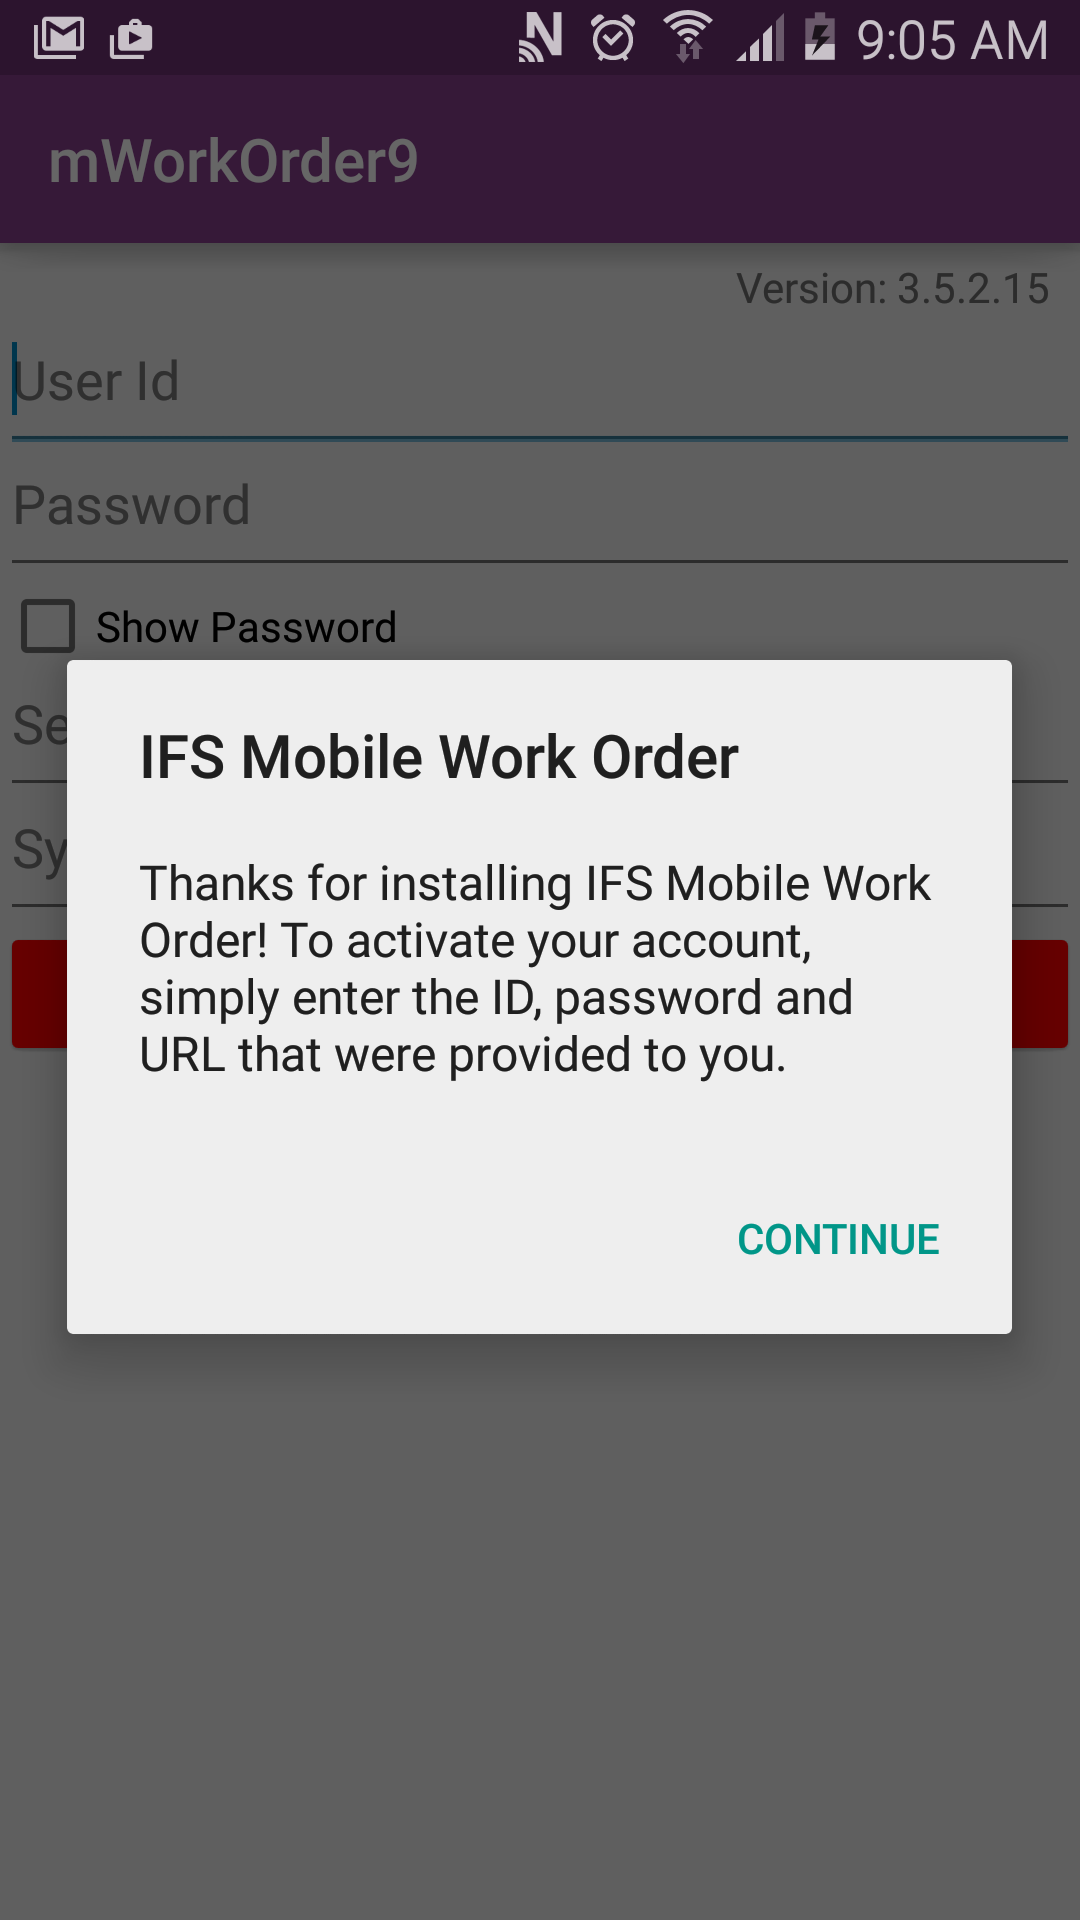 9:05 AM
mWorkOrder9
Version: 3.5.2.15
User Id
Password
Show Password
Se
Sy
IFS Mobile Work Order
Thanks for installing IFS Mobile Work
Order! To activate your account,
simply enter the ID, password and
URL that were provided to you.
CONTINUE